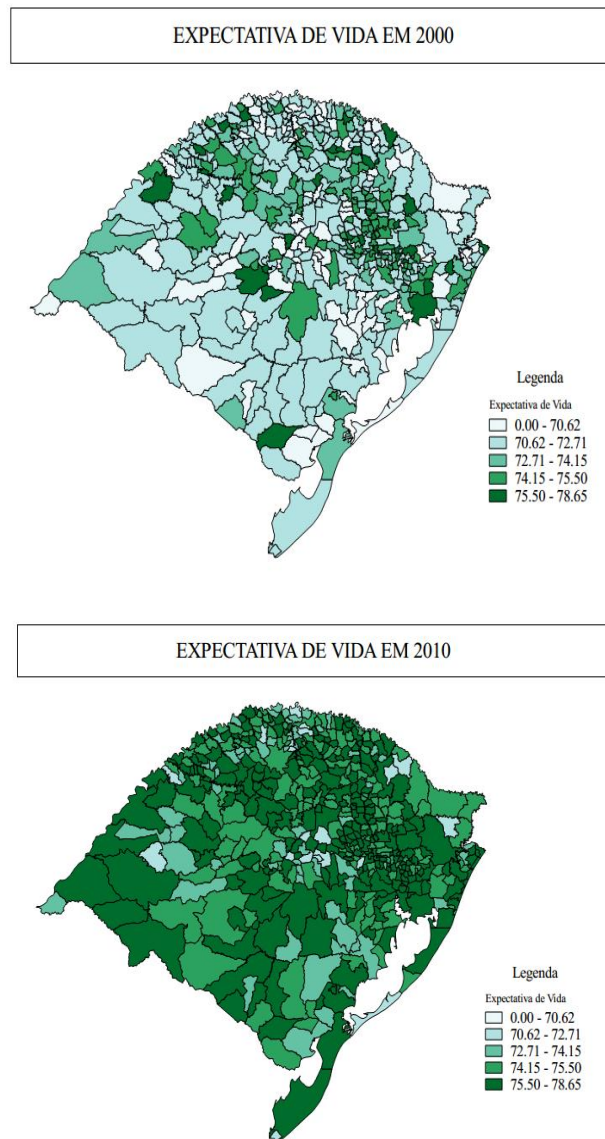 EXPECTATIVA DE VIDA EM 2000
Legenda
Expectativa de Vida
0.00 - 70.62
70.62 - 72.71
72.71 - 74.15
74.15 - 75.50
75.50 - 78.65
EXPECTATIVA DE VIDA EM 2010
Legenda
Expectativa de Vida
0.00 - 70.62
70.62 - 72.71
72.71 - 74.15
74.15 - 75.50
75.50 - 78.65